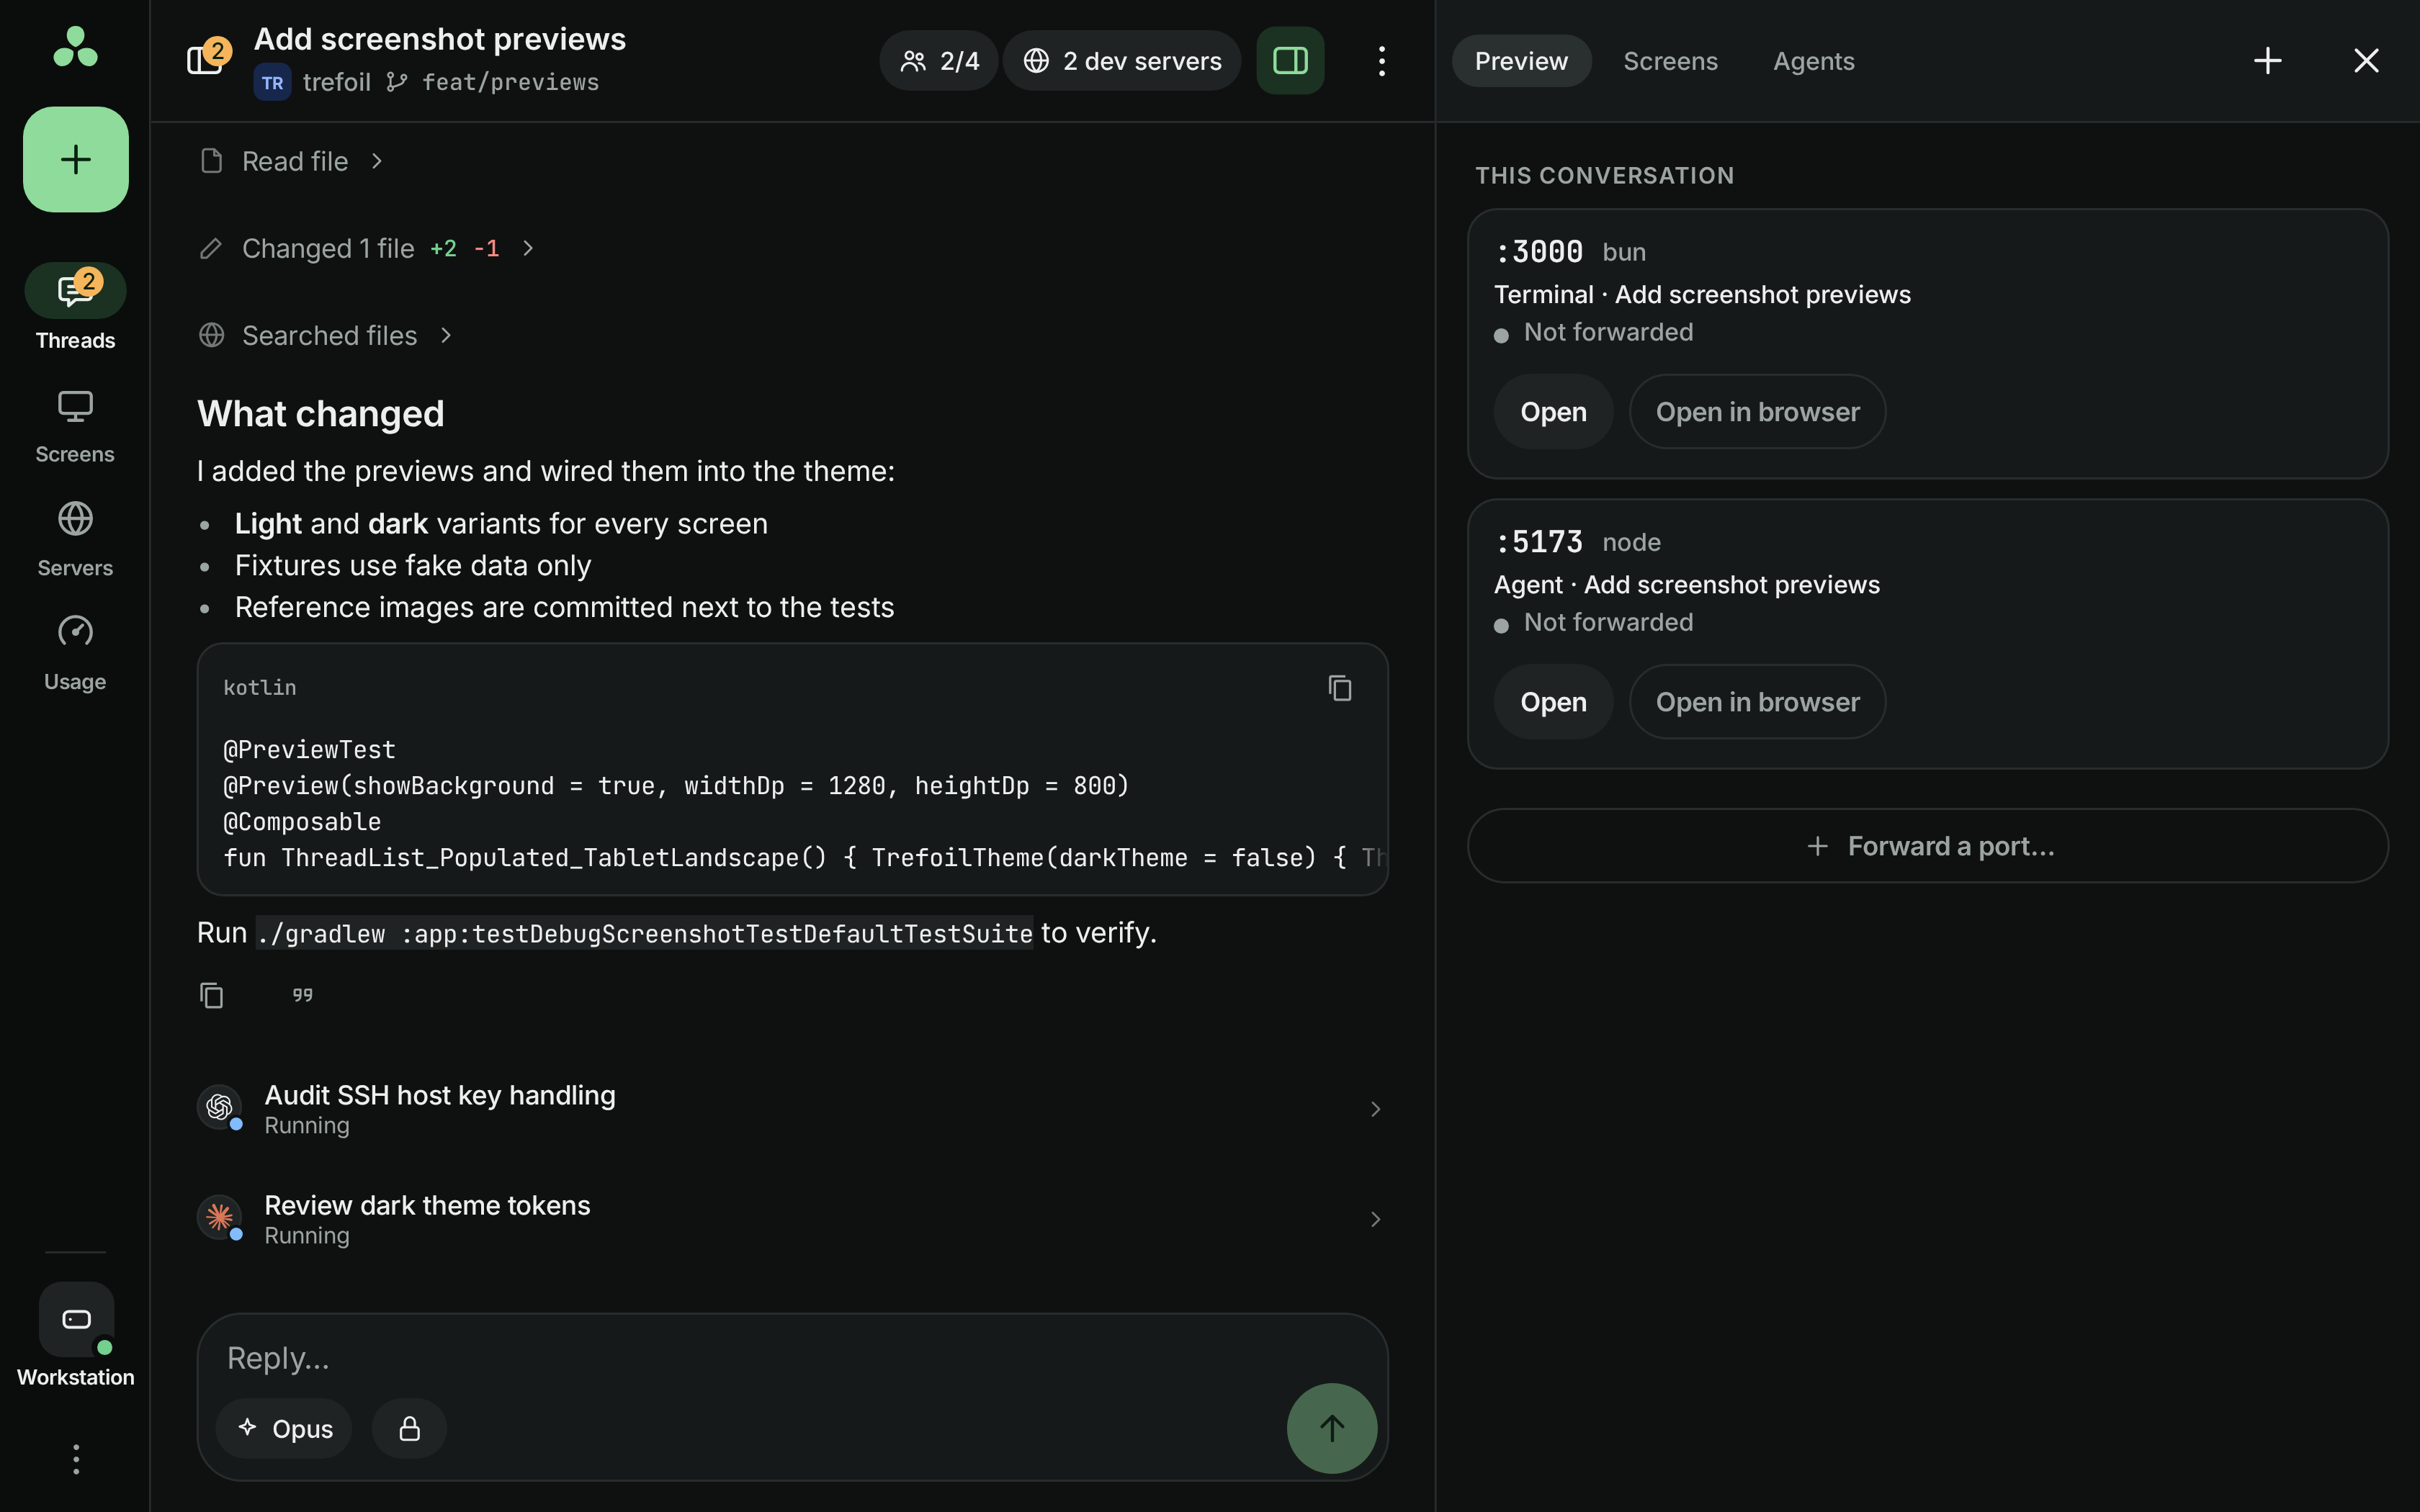 2
Add screenshot previews
TR trefoil feat/previews
2/4
2 dev servers
Preview
Screens
Agents
2
Threads
Screens
Servers
Usage
Workstation
Read file
Changed 1 file +2 -1
Searched files
What changed
I added the previews and wired them into the theme:
• Light and dark variants for every screen
• Fixtures use fake data only
• Reference images are committed next to the tests
kotlin
@PreviewTest
@Preview(showBackground = true, widthDp = 1280, heightDp = 800)
@Composable
fun ThreadList_Populated_TabletLandscape() { TrefoilTheme(darkTheme = false) { Th
Run ./gradlew :app:testDebugScreenshotTestDefaultTestSuite to verify.
Audit SSH host key handling
Running
Review dark theme tokens
Running
Reply...
Opus
THIS CONVERSATION
:3000 bun
Terminal · Add screenshot previews
Not forwarded
Open
Open in browser
:5173 node
Agent · Add screenshot previews
Not forwarded
Open
Open in browser
Forward a port...